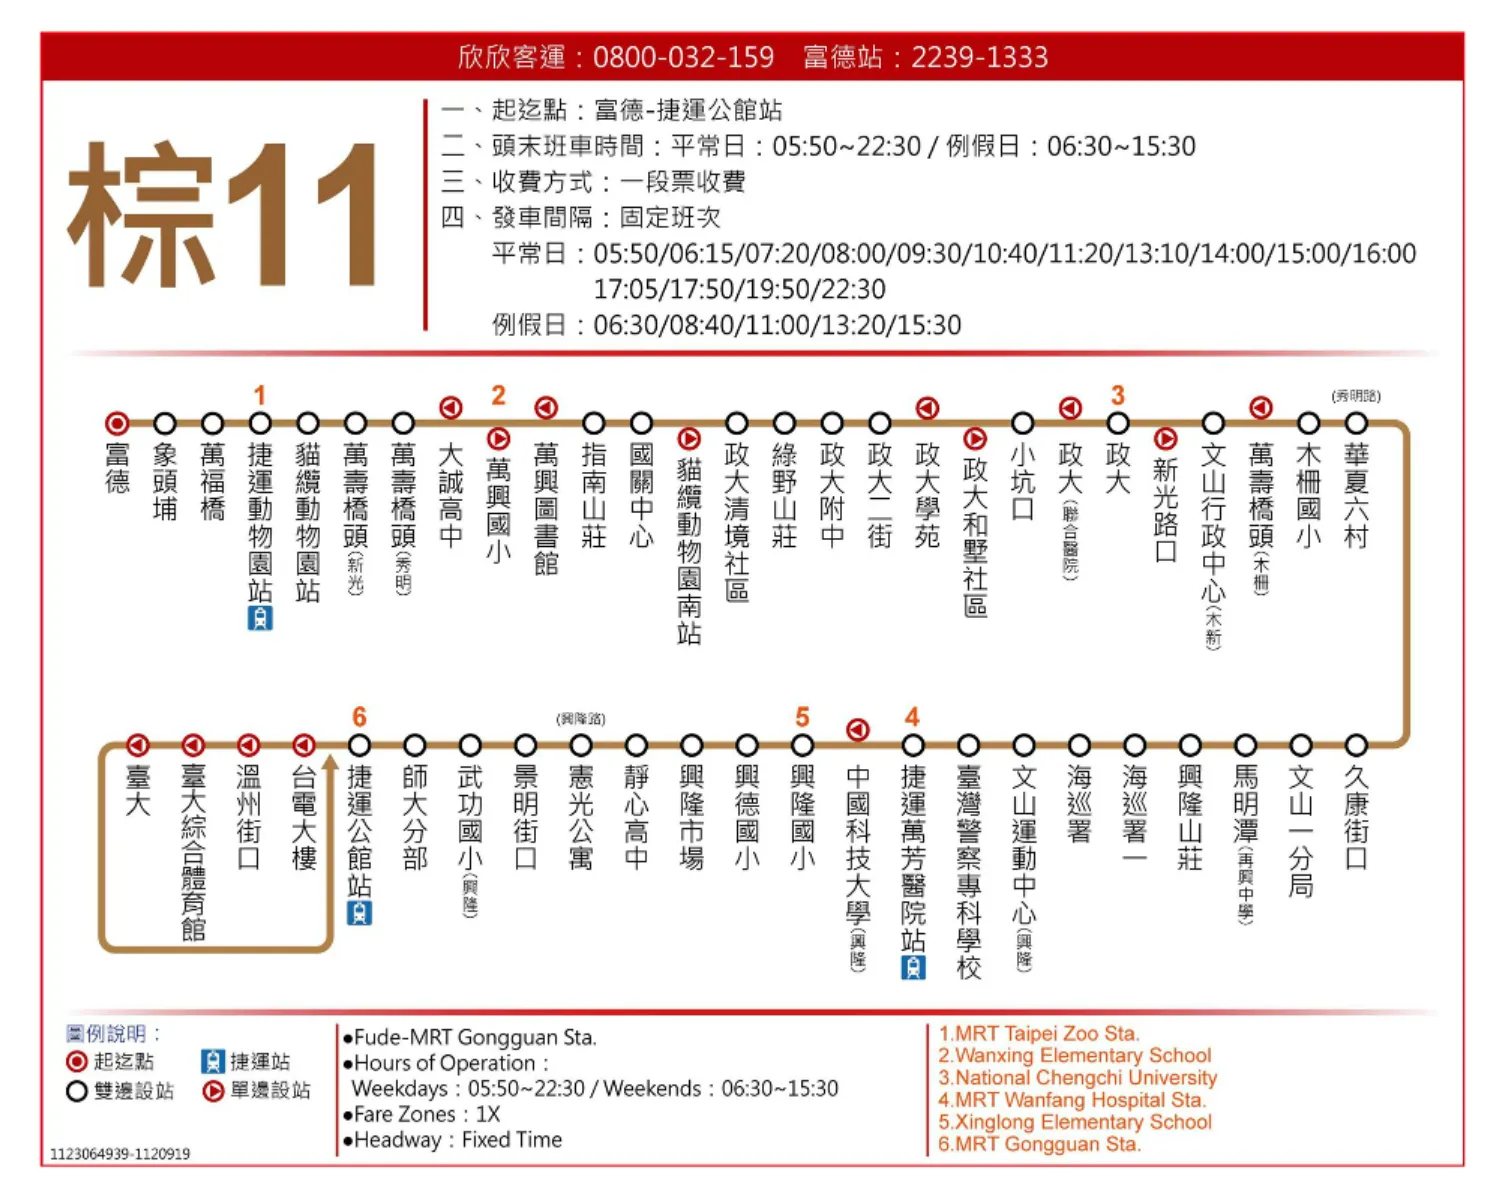 欣欣客運：0800-032-159　富德站：2239-1333
棕11
一、起迄點：富德-捷運公館站
二、頭末班車時間：平常日：05:50~22:30 / 例假日：06:30~15:30
三、收費方式：一段票收費
四、發車間隔：固定班次
平常日：05:50/06:15/07:20/08:00/09:30/10:40/11:20/13:10/14:00/15:00/16:00
17:05/17:50/19:50/22:30
例假日：06:30/08:40/11:00/13:20/15:30
富德
象頭埔
萬福橋
1
捷運動物園站
貓纜動物園站
萬壽橋頭(新光)
萬壽橋頭(秀明)
大誠高中
2
萬興國小
萬興圖書館
指南山莊
國關中心
貓纜動物園南站
政大清境社區
綠野山莊
政大附中
政大二街
政大學苑
政大和墅社區
小坑口
政大(聯合醫院)
3
政大
新光路口
文山行政中心(木新)
萬壽橋頭(木柵)
木柵國小
(秀明路)
華夏六村
臺大
臺大綜合體育館
溫州街口
台電大樓
6
捷運公館站
師大分部
武功國小(興隆)
景明街口
(興隆路)
憲光公寓
靜心高中
興隆市場
興德國小
5
興隆國小
中國科技大學(興隆)
4
捷運萬芳醫院站
臺灣警察專科學校
文山運動中心(興隆)
海巡署
海巡署一
興隆山莊
馬明潭(再興中學)
文山一分局
久康街口
圖例說明：
起迄點
捷運站
雙邊設站
單邊設站
1123064939-1120919
●Fude-MRT Gongguan Sta.
●Hours of Operation：
Weekdays：05:50~22:30 / Weekends：06:30~15:30
●Fare Zones：1X
●Headway：Fixed Time
1.MRT Taipei Zoo Sta.
2.Wanxing Elementary School
3.National Chengchi University
4.MRT Wanfang Hospital Sta.
5.Xinglong Elementary School
6.MRT Gongguan Sta.